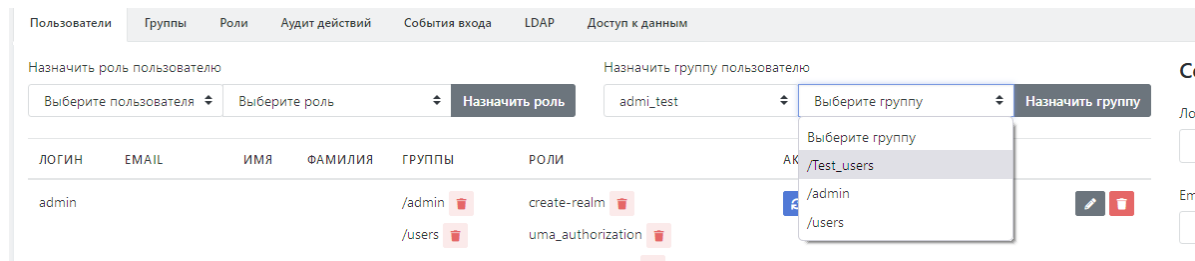 Пользователи Группы Роли Аудит действий События входа LDAP Доступ к данным
Назначить роль пользователю Назначить группу пользователю
Выберите пользователя Выберите роль Назначить роль admi_test Выберите группу Назначить группу
Выберите группу
ЛОГИН EMAIL ИМЯ ФАМИЛИЯ ГРУППЫ РОЛИ
/Test_users
admin /admin create-realm /admin
/users uma_authorization /users